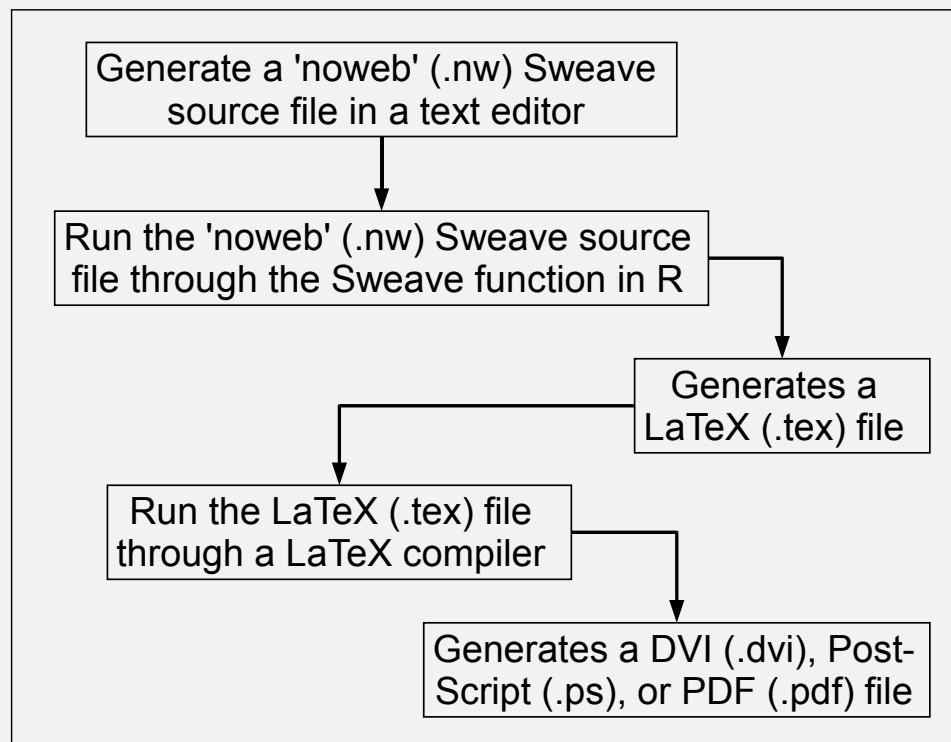 Generate a 'noweb' (.nw) Sweave
source file in a text editor
Run the 'noweb' (.nw) Sweave source
file through the Sweave function in R
Generates a
LaTeX (.tex) file
Run the LaTeX (.tex) file
through a LaTeX compiler
Generates a DVI (.dvi), Post-
Script (.ps), or PDF (.pdf) file